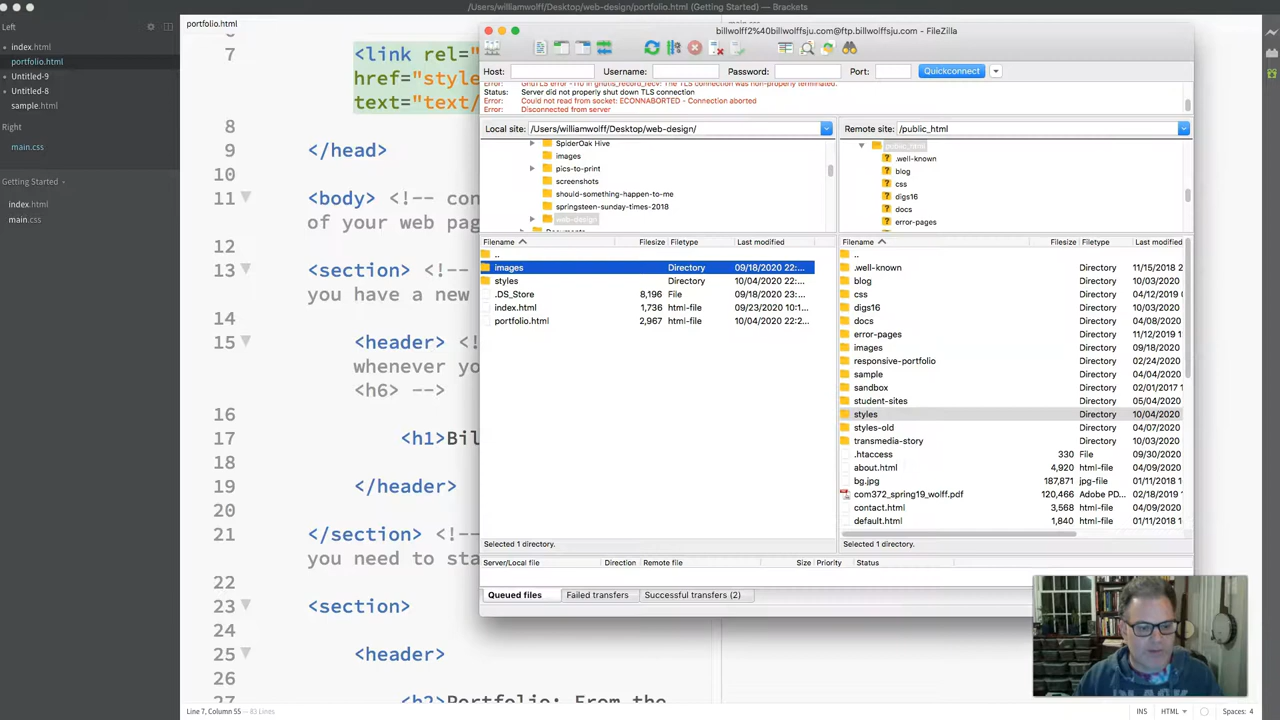 /Users/williamwolff/Desktop/web-design/portfolio.html (Getting Started) — Brackets
Left
index.html
portfolio.html
Untitled-9
Untitled-8
sample.html
Right
main.css
Getting Started
index.html
main.css
portfolio.html
7 <link rel="
href="style
text="text/
8
9 </head>
10
11 <body> <!-- con
of your web pag
12
13 <section> <!--
you have a new
14
15 <header> <!
whenever yo
<h6> -->
16
17 <h1>Bil
18
19 </header>
20
21 </section> <!--
you need to sta
22
23 <section>
24
25 <header>
26
27 <h2>Portfolio: From the
Line 7, Column 55 — 83 Lines
INS HTML Spaces: 4
billwolff2%40billwolffsju.com@ftp.billwolffsju.com - FileZilla
Host: Username: Password: Port: Quickconnect
Status: Server did not properly shut down TLS connection
Error: Could not read from socket: ECONNABORTED - Connection aborted
Error: Disconnected from server
Local site: /Users/williamwolff/Desktop/web-design/
SpiderOak Hive
images
pics-to-print
screenshots
should-something-happen-to-me
springsteen-sunday-times-2018
web-design
Filename Filesize Filetype Last modified
..
images Directory 09/18/2020 22:...
styles Directory 10/04/2020 22:...
.DS_Store 8,196 File 09/18/2020 23:...
index.html 1,736 html-file 09/23/2020 10:1...
portfolio.html 2,967 html-file 10/04/2020 22:2...
Selected 1 directory.
Remote site: /public_html
public_html
.well-known
blog
css
digs16
docs
error-pages
Filename Filesize Filetype Last modified
..
.well-known Directory 11/15/2018 2
blog Directory 10/03/2020
css Directory 04/12/2019
digs16 Directory 10/03/2020
docs Directory 04/08/2020
error-pages Directory 11/12/2019
images Directory 09/18/2020
responsive-portfolio Directory 02/24/2020
sample Directory 04/04/2020
sandbox Directory 02/01/2017
student-sites Directory 05/04/2020
styles Directory 10/04/2020
styles-old Directory 04/07/2020
transmedia-story Directory 10/03/2020
.htaccess 330 File 09/30/2020
about.html 4,920 html-file 04/09/2020
bg.jpg 187,871 jpg-file 04/09/2020
com372_spring19_wolff.pdf 120,466 Adobe PD... 02/18/2019
contact.html 3,568 html-file 04/09/2020
default.html 1,840 html-file 01/11/2018
Selected 1 directory.
Server/Local file Direction Remote file Size Priority Status
Queued files Failed transfers Successful transfers (2)